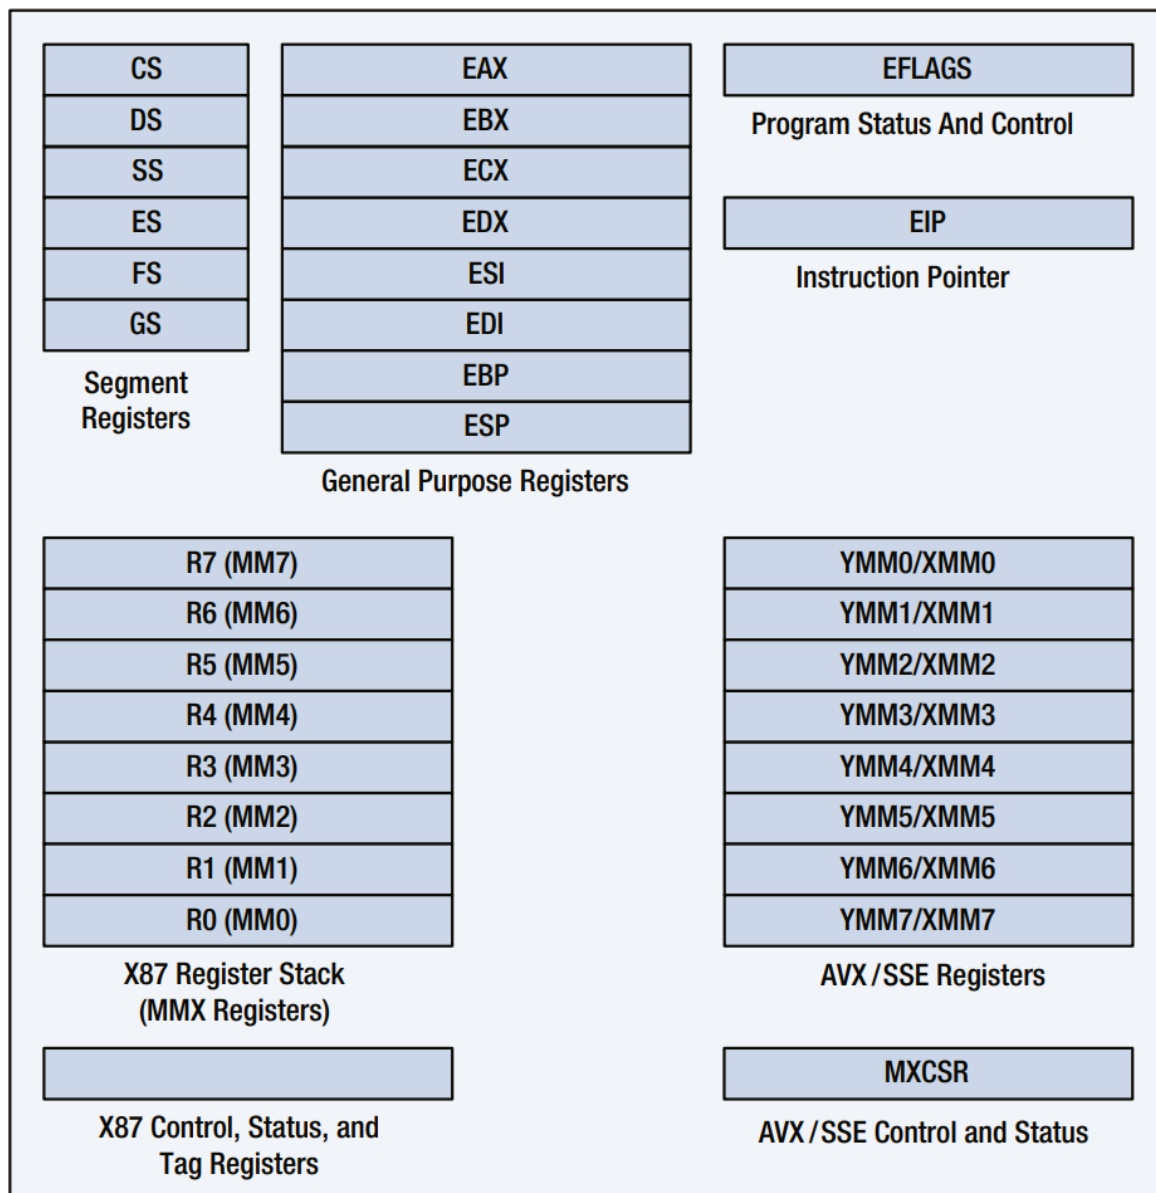 CS
DS
SS
ES
FS
GS
Segment
Registers
EAX
EBX
ECX
EDX
ESI
EDI
EBP
ESP
General Purpose Registers
EFLAGS
Program Status And Control
EIP
Instruction Pointer
R7 (MM7)
R6 (MM6)
R5 (MM5)
R4 (MM4)
R3 (MM3)
R2 (MM2)
R1 (MM1)
R0 (MM0)
X87 Register Stack
(MMX Registers)
X87 Control, Status, and
Tag Registers
YMM0/XMM0
YMM1/XMM1
YMM2/XMM2
YMM3/XMM3
YMM4/XMM4
YMM5/XMM5
YMM6/XMM6
YMM7/XMM7
AVX/SSE Registers
MXCSR
AVX/SSE Control and Status